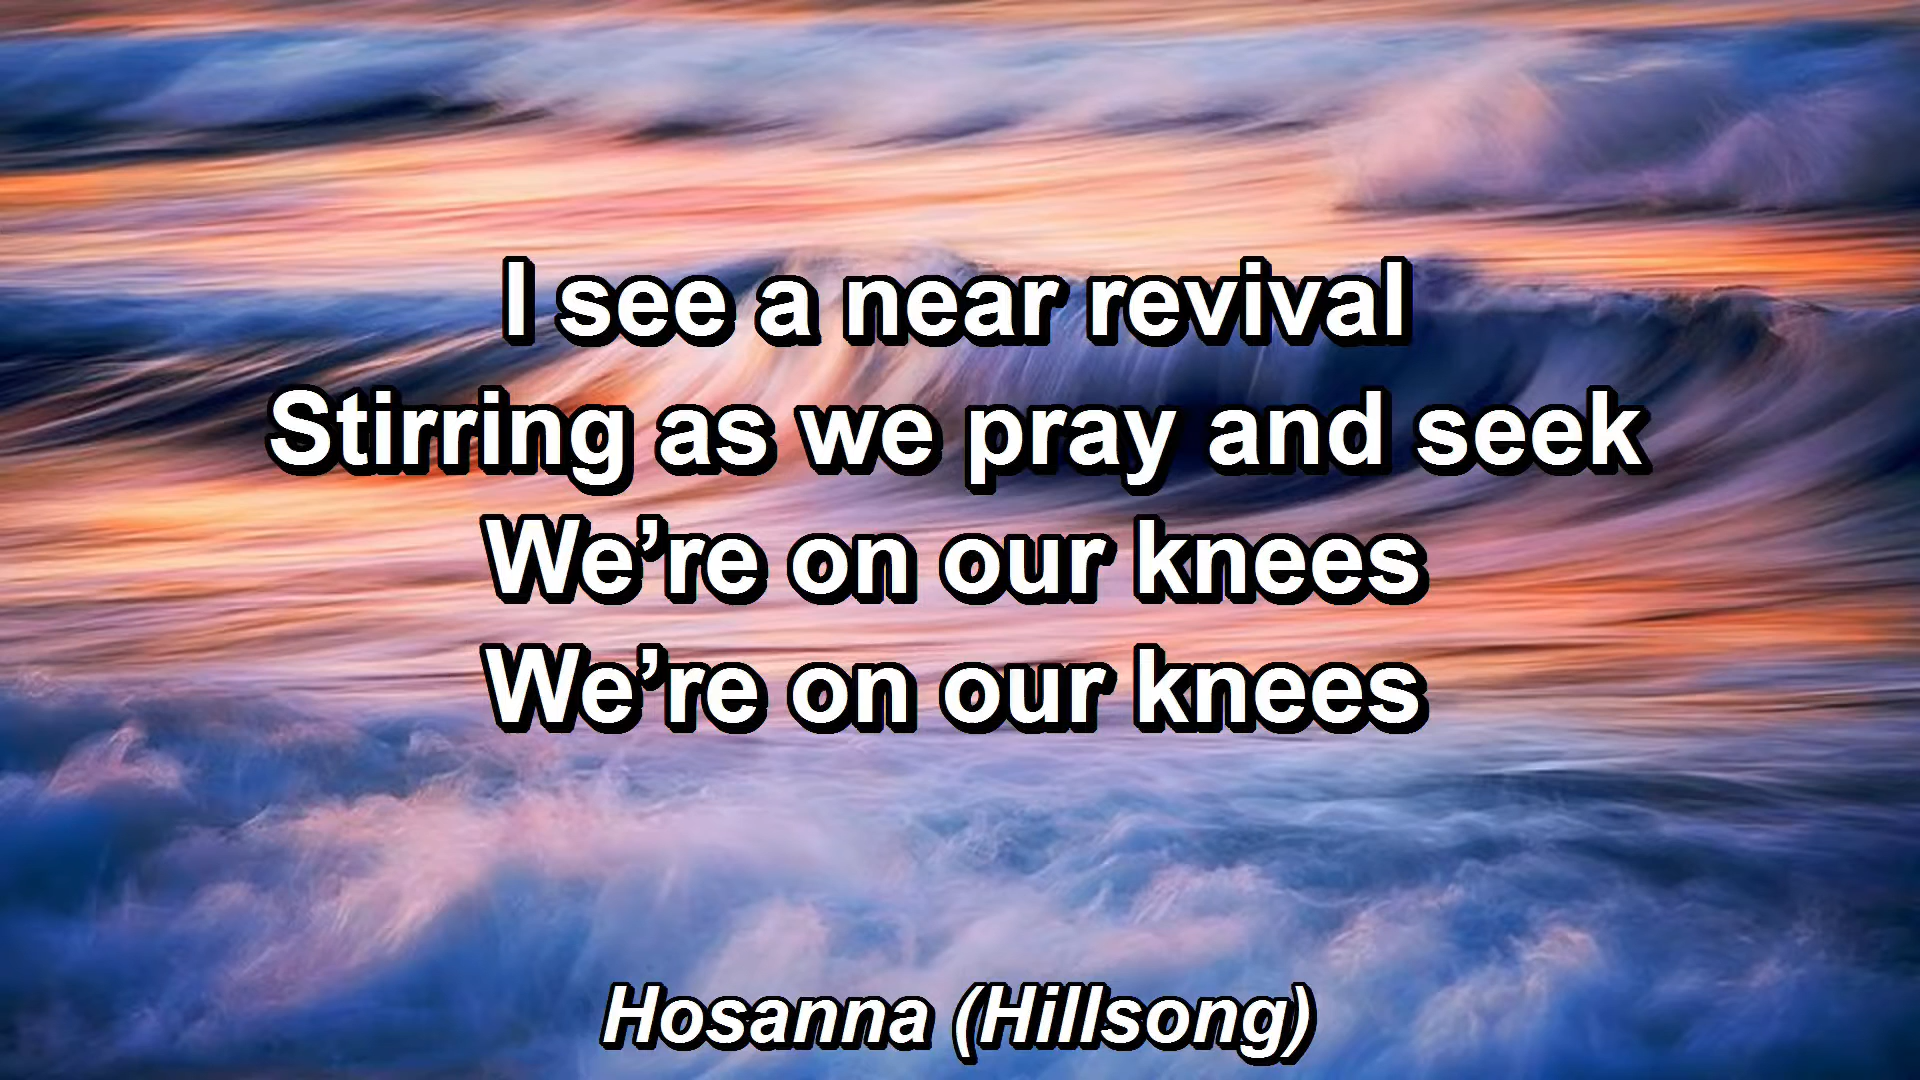 I see a near revival
Stirring as we pray and seek
We’re on our knees
We’re on our knees
Hosanna (Hillsong)